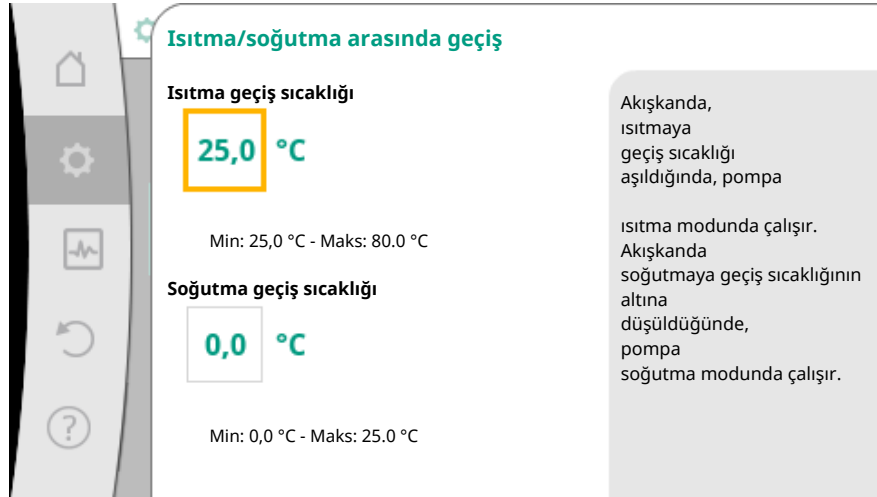 Isıtma/soğutma arasında geçiş
Isıtma geçiş sıcaklığı
25,0 °C
Min: 25,0 °C - Maks: 80.0 °C
Soğutma geçiş sıcaklığı
0,0 °C
Min: 0,0 °C - Maks: 25.0 °C
Akışkanda,
ısıtmaya
geçiş sıcaklığı
aşıldığında, pompa
ısıtma modunda çalışır.
Akışkanda
soğutmaya geçiş sıcaklığının
altına
düşüldüğünde,
pompa
soğutma modunda çalışır.
?